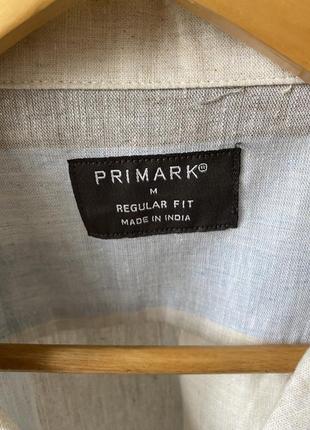 PRIMARK®
M
REGULAR FIT
MADE IN INDIA